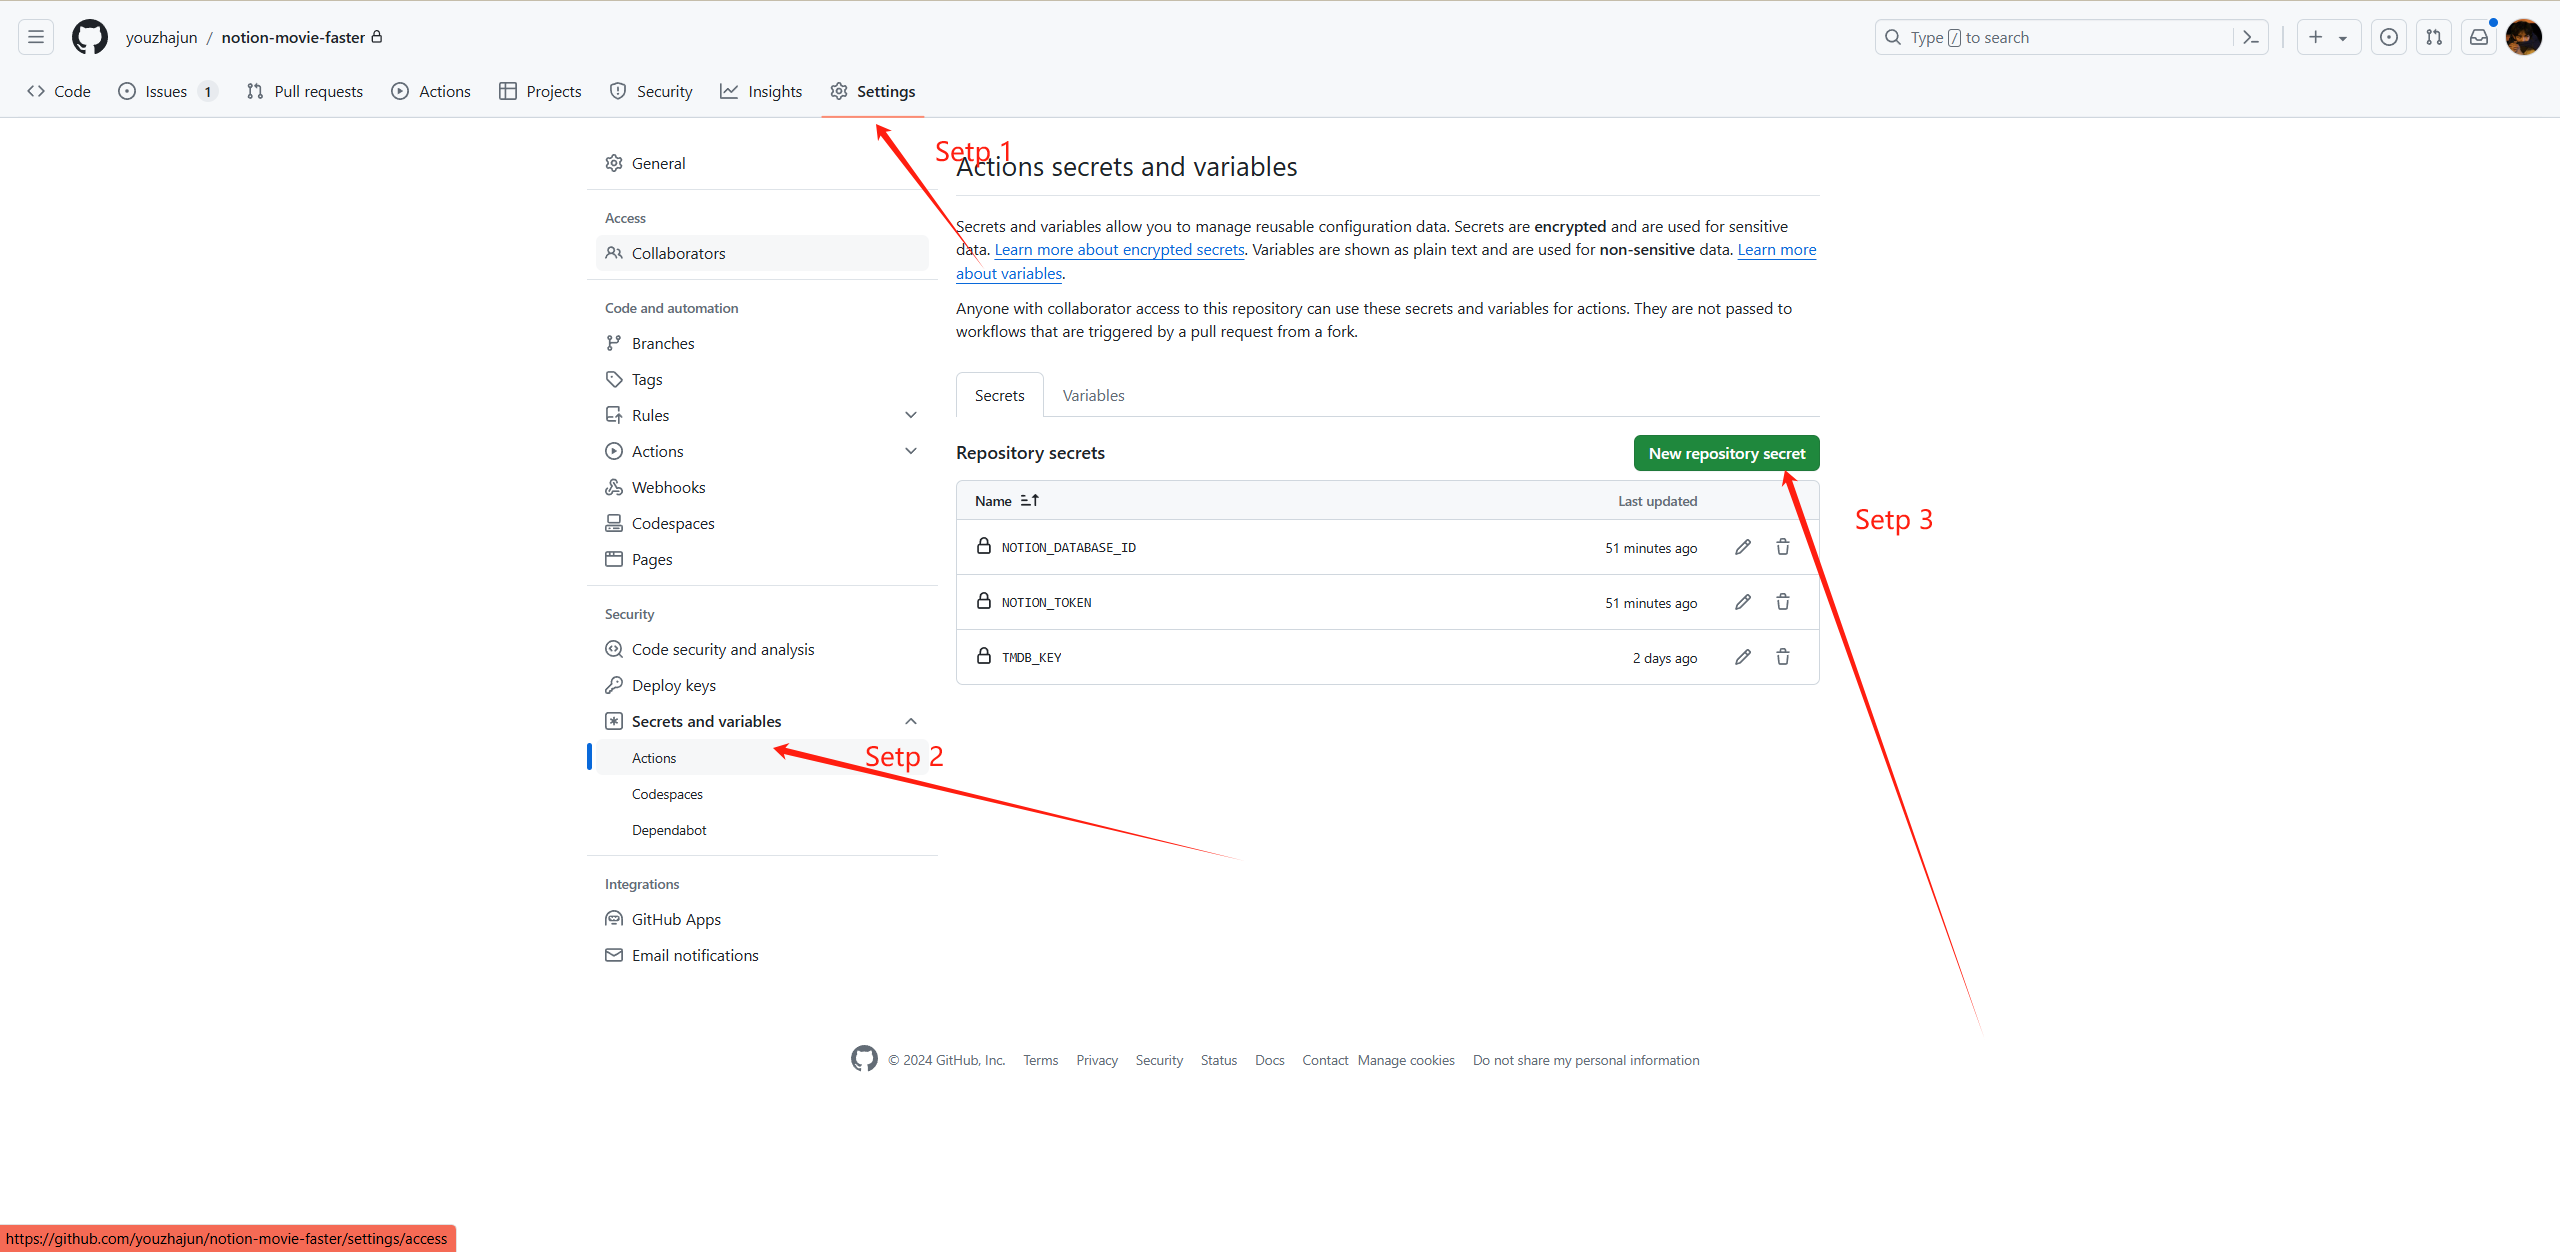 youzhajun / notion-movie-faster
Type / to search
Code
Issues 1
Pull requests
Actions
Projects
Security
Insights
Settings
Setp 1
General
Access
Collaborators
Code and automation
Branches
Tags
Rules
Actions
Webhooks
Codespaces
Pages
Security
Code security and analysis
Deploy keys
Secrets and variables
Actions
Setp 2
Codespaces
Dependabot
Integrations
GitHub Apps
Email notifications
Actions secrets and variables
Secrets and variables allow you to manage reusable configuration data. Secrets are encrypted and are used for sensitive
data. Learn more about encrypted secrets. Variables are shown as plain text and are used for non-sensitive data. Learn more
about variables.
Anyone with collaborator access to this repository can use these secrets and variables for actions. They are not passed to
workflows that are triggered by a pull request from a fork.
Secrets
Variables
Repository secrets
New repository secret
Setp 3
Name
Last updated
NOTION_DATABASE_ID
51 minutes ago
NOTION_TOKEN
51 minutes ago
TMDB_KEY
2 days ago
© 2024 GitHub, Inc.
Terms
Privacy
Security
Status
Docs
Contact
Manage cookies
Do not share my personal information
https://github.com/youzhajun/notion-movie-faster/settings/access